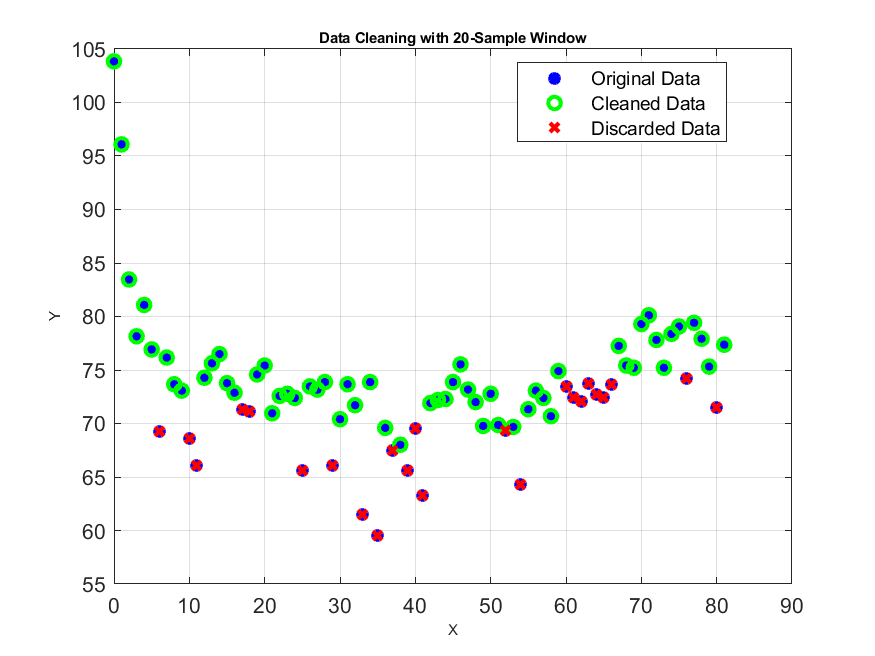 Data Cleaning with 20-Sample Window
Original Data
Cleaned Data
Discarded Data
105
100
95
90
85
80
75
70
65
60
55
Y
0 10 20 30 40 50 60 70 80 90
X